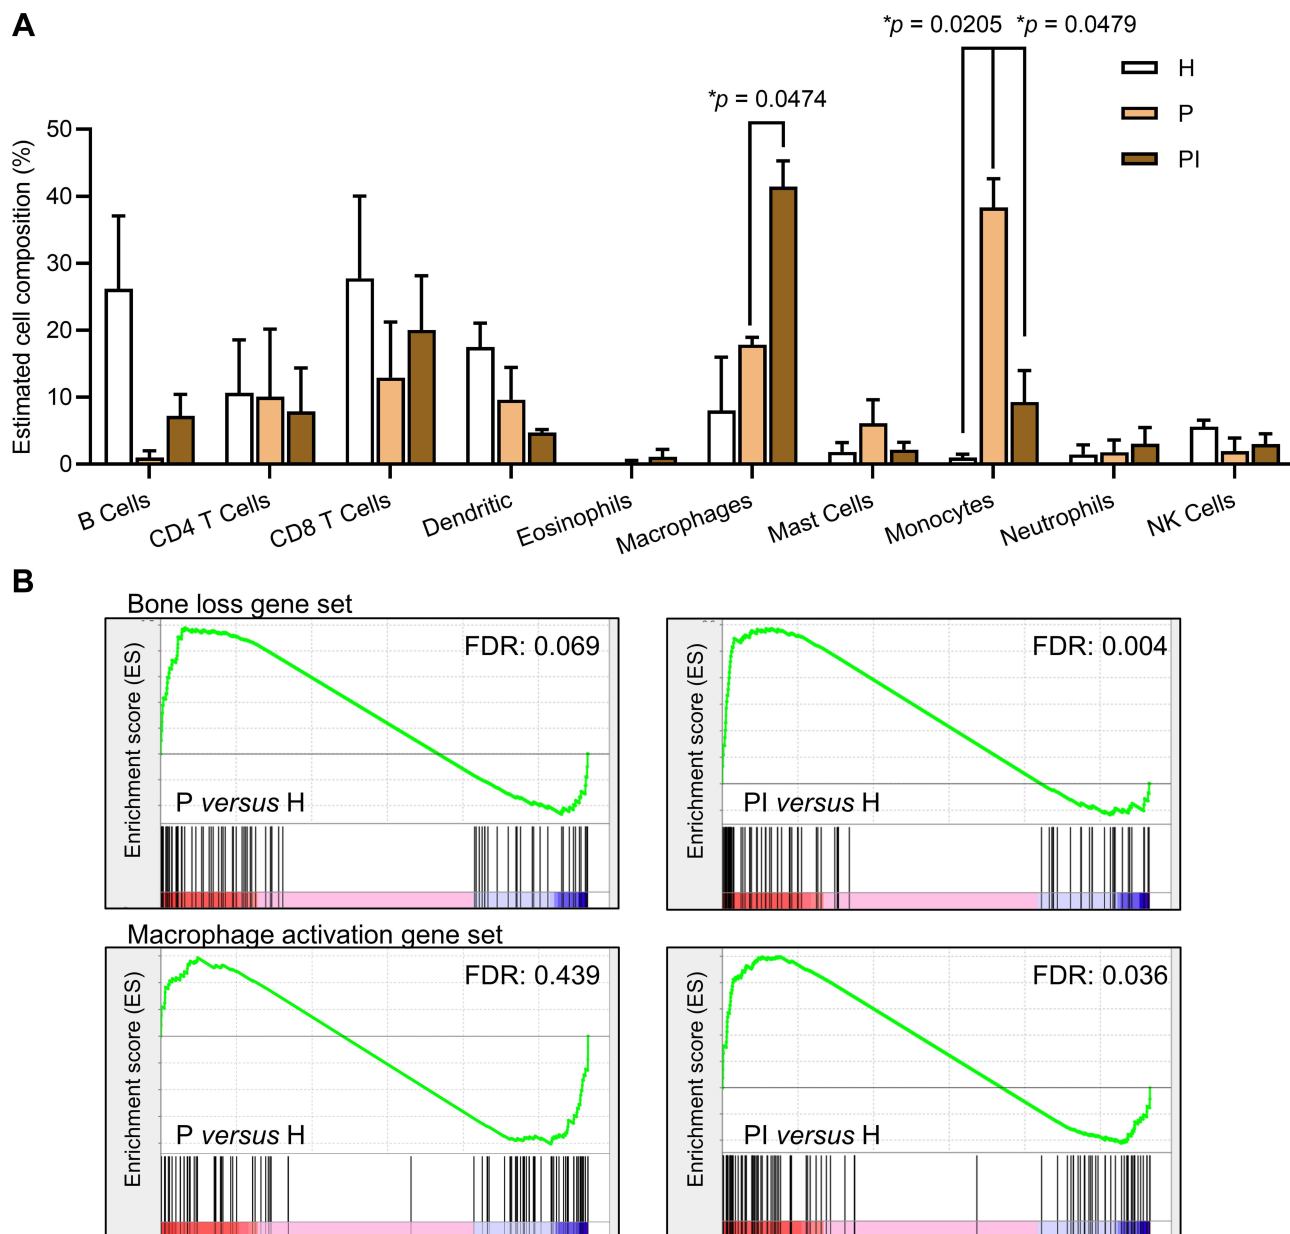 A
*p = 0.0205 *p = 0.0479
*p = 0.0474
H
P
PI
Estimated cell composition (%)
50
40
30
20
10
0
B Cells
CD4 T Cells
CD8 T Cells
Dendritic
Eosinophils
Macrophages
Mast Cells
Monocytes
Neutrophils
NK Cells
B
Bone loss gene set
Enrichment score (ES)
FDR: 0.069
P versus H
Enrichment score (ES)
FDR: 0.004
PI versus H
Macrophage activation gene set
Enrichment score (ES)
FDR: 0.439
P versus H
Enrichment score (ES)
FDR: 0.036
PI versus H